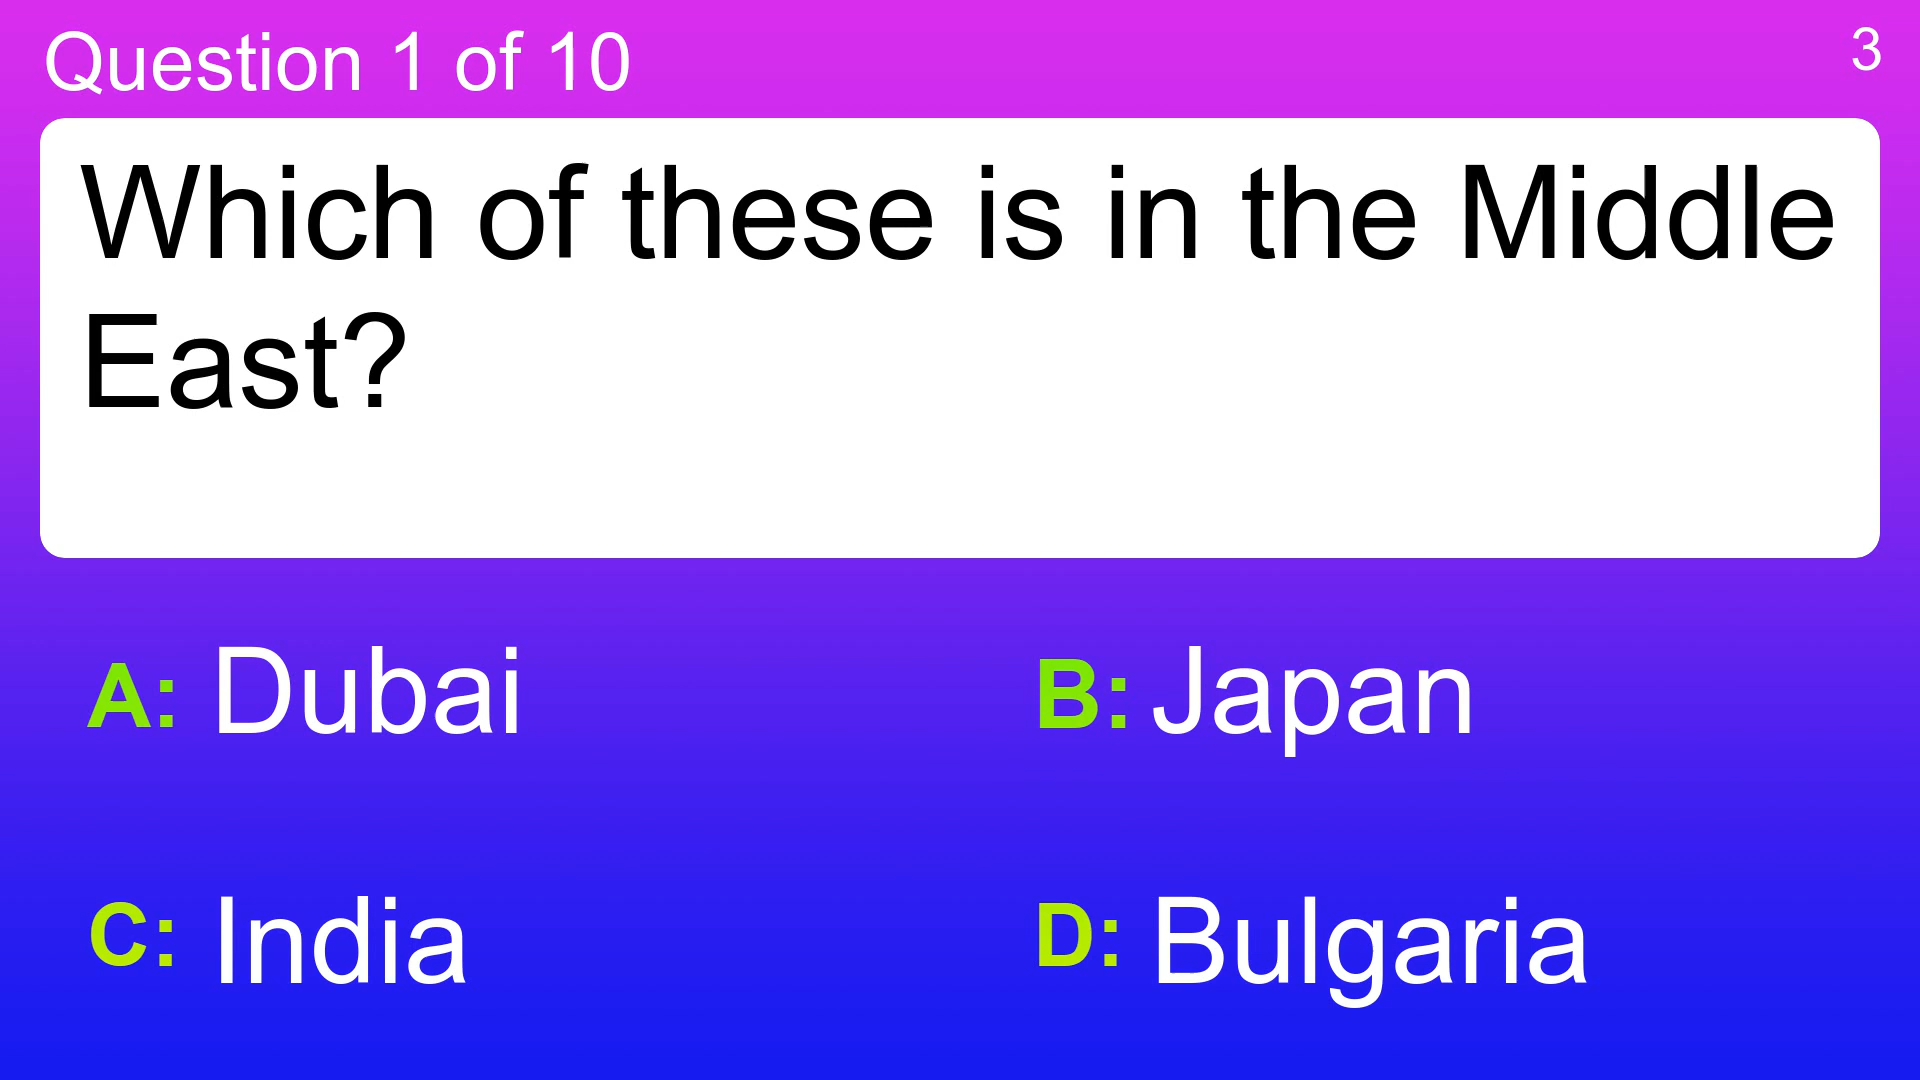 Question 1 of 10
3
Which of these is in the Middle
East?
A: Dubai
B: Japan
C: India
D: Bulgaria